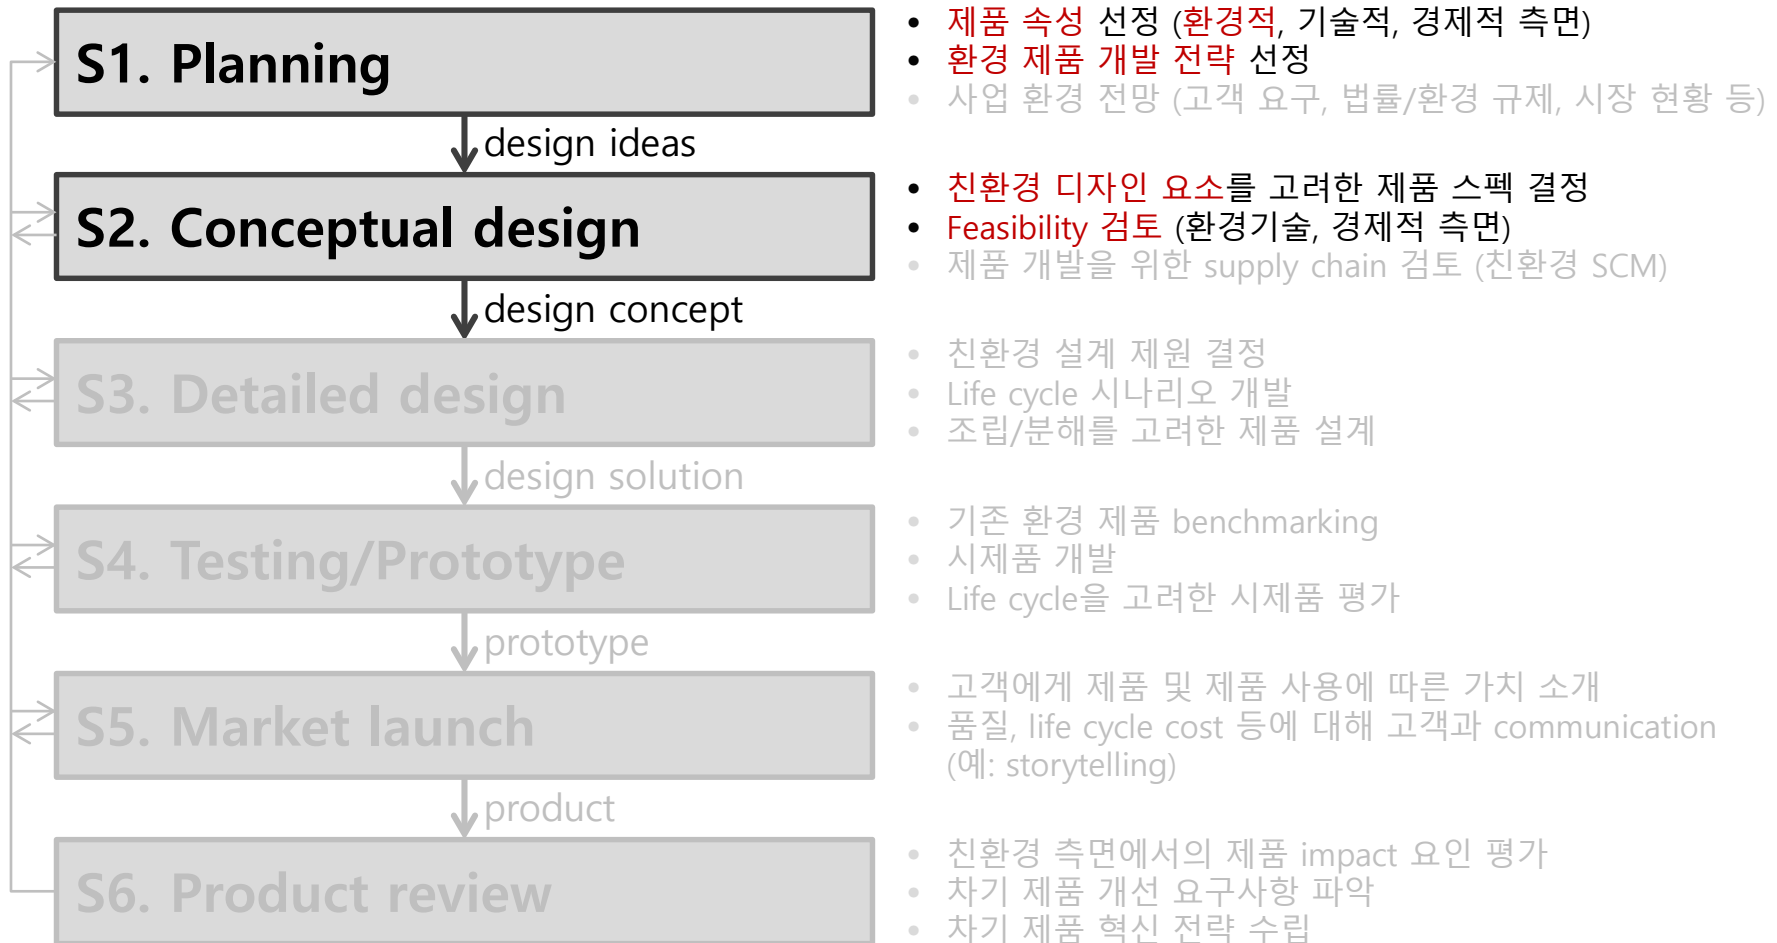 S1. Planning
• 제품 속성 선정 (환경적, 기술적, 경제적 측면)
• 환경 제품 개발 전략 선정
• 사업 환경 전망 (고객 요구, 법률/환경 규제, 시장 현황 등)
design ideas
S2. Conceptual design
• 친환경 디자인 요소를 고려한 제품 스펙 결정
• Feasibility 검토 (환경기술, 경제적 측면)
• 제품 개발을 위한 supply chain 검토 (친환경 SCM)
design concept
S3. Detailed design
• 친환경 설계 제원 결정
• Life cycle 시나리오 개발
• 조립/분해를 고려한 제품 설계
design solution
S4. Testing/Prototype
• 기존 환경 제품 benchmarking
• 시제품 개발
• Life cycle을 고려한 시제품 평가
prototype
S5. Market launch
• 고객에게 제품 및 제품 사용에 따른 가치 소개
• 품질, life cycle cost 등에 대해 고객과 communication
(예: storytelling)
product
S6. Product review
• 친환경 측면에서의 제품 impact 요인 평가
• 차기 제품 개선 요구사항 파악
• 차기 제품 혁신 전략 수립